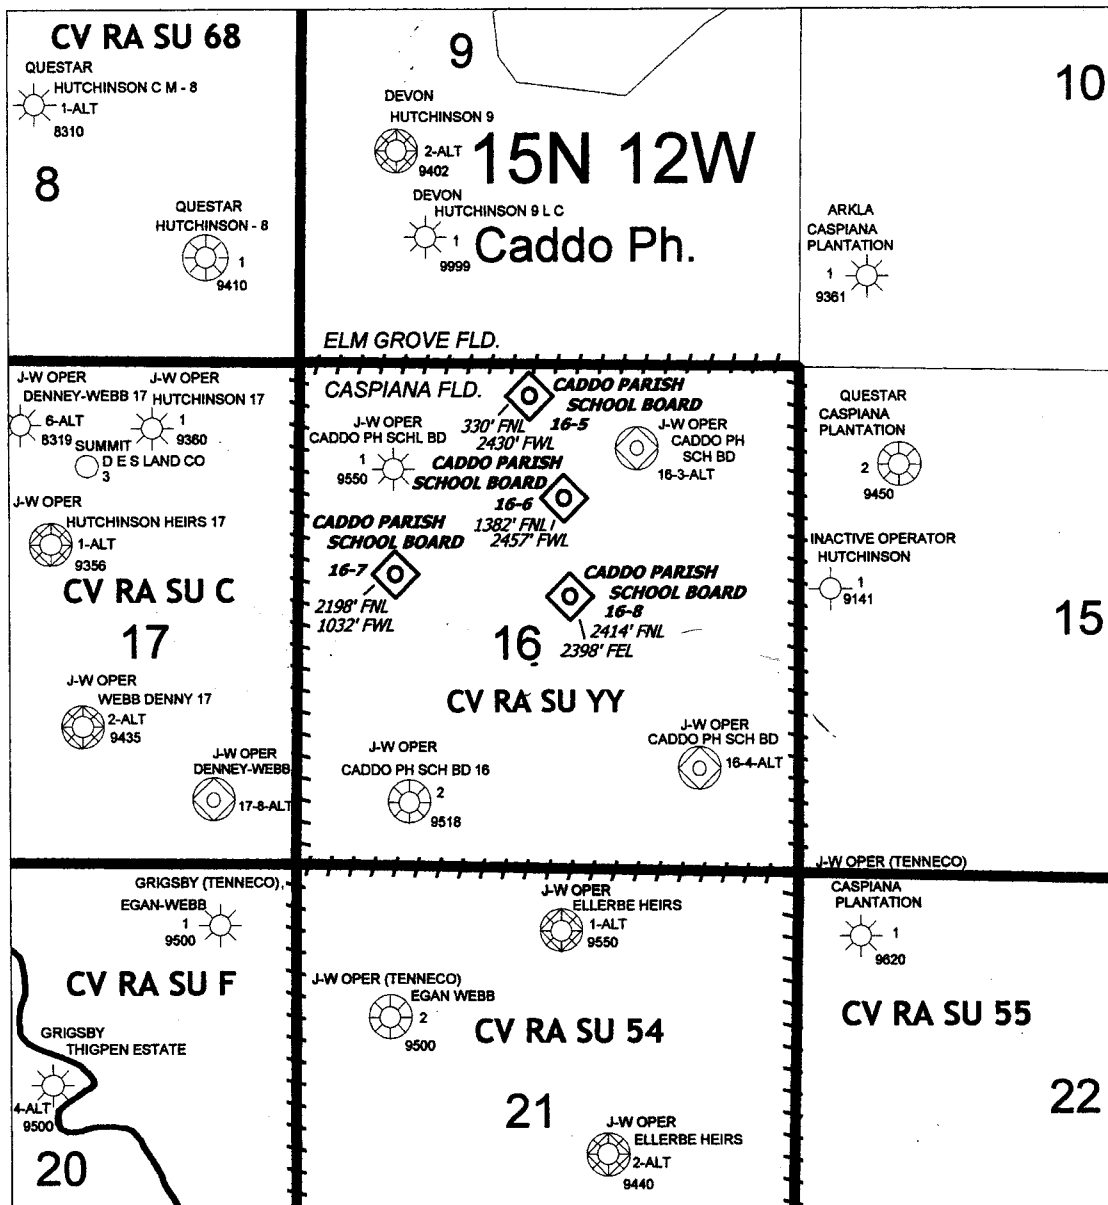 CV RA SU 68
QUESTAR
HUTCHINSON C M - 8
1-ALT
8310
8
QUESTAR
HUTCHINSON - 8
1
9410
9
DEVON
HUTCHINSON 9
2-ALT
9402
15N 12W
DEVON
HUTCHINSON 9 L C
1
9999
Caddo Ph.
10
ARKLA
CASPIANA
PLANTATION
1
9361
ELM GROVE FLD.
J-W OPER
DENNEY-WEBB 17
6-ALT
8319
J-W OPER
HUTCHINSON 17
1
9360
SUMMIT
D E S LAND CO
3
J-W OPER
HUTCHINSON HEIRS 17
1-ALT
9356
CV RA SU C
17
J-W OPER
WEBB DENNY 17
2-ALT
9435
J-W OPER
DENNEY-WEBB
17-8-ALT
CASPIANA FLD.
CADDO PARISH
SCHOOL BOARD
16-5
330' FNL
2430' FWL
J-W OPER
CADDO PH SCHL BD
1
9550
J-W OPER
CADDO PH
SCH BD
16-3-ALT
CADDO PARISH
SCHOOL BOARD
16-6
1382' FNL
2457' FWL
CADDO PARISH
SCHOOL BOARD
16-7
2198' FNL
1032' FWL
CADDO PARISH
SCHOOL BOARD
16-8
2414' FNL
2398' FEL
16
CV RA SU YY
J-W OPER
CADDO PH SCH BD
16-4-ALT
J-W OPER
CADDO PH SCH BD 16
2
9518
QUESTAR
CASPIANA
PLANTATION
2
9450
INACTIVE OPERATOR
HUTCHINSON
1
9141
15
GRIGSBY (TENNECO),
EGAN-WEBB
1
9500
CV RA SU F
GRIGSBY
THIGPEN ESTATE
4-ALT
9500
20
J-W OPER
ELLERBE HEIRS
1-ALT
9550
J-W OPER (TENNECO)
EGAN WEBB
2
9500
CV RA SU 54
21
J-W OPER
ELLERBE HEIRS
2-ALT
9440
J-W OPER (TENNECO)
CASPIANA
PLANTATION
1
9620
CV RA SU 55
22